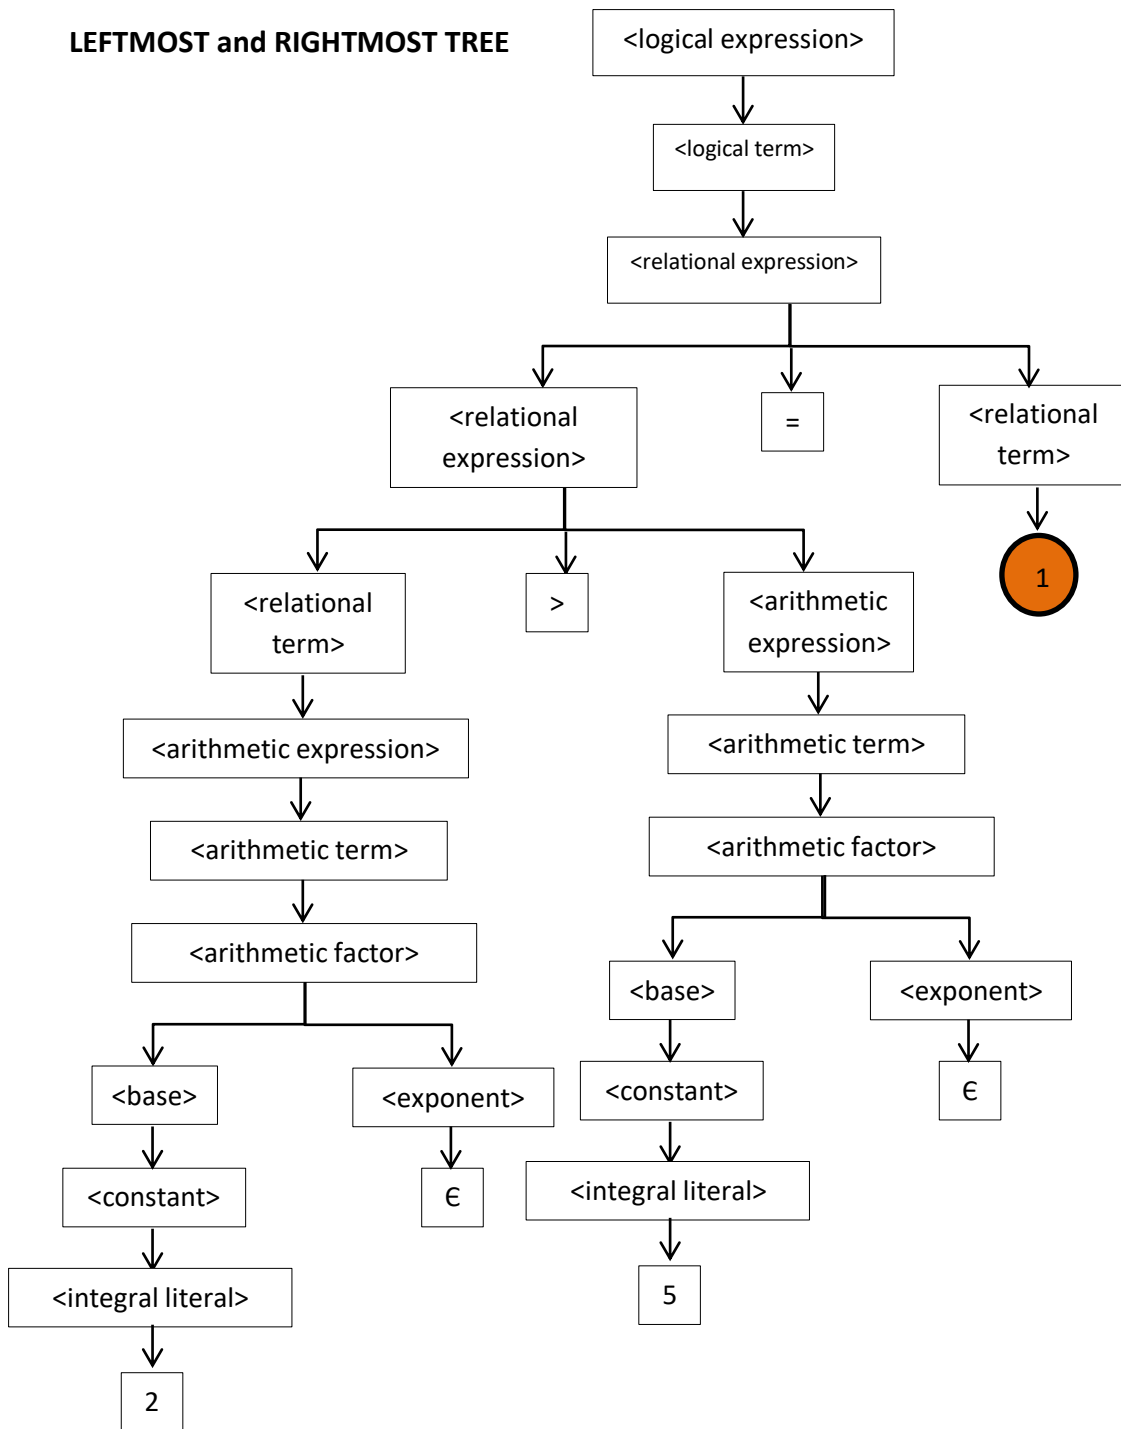 LEFTMOST and RIGHTMOST TREE
<logical expression>
<logical term>
<relational expression>
<relational
expression>
=
<relational
term>
1
<relational
term>
>
<arithmetic
expression>
<arithmetic expression>
<arithmetic term>
<arithmetic term>
<arithmetic factor>
<arithmetic factor>
<base>
<exponent>
<base>
<exponent>
<constant>
Є
<constant>
Є
<integral literal>
<integral literal>
5
2